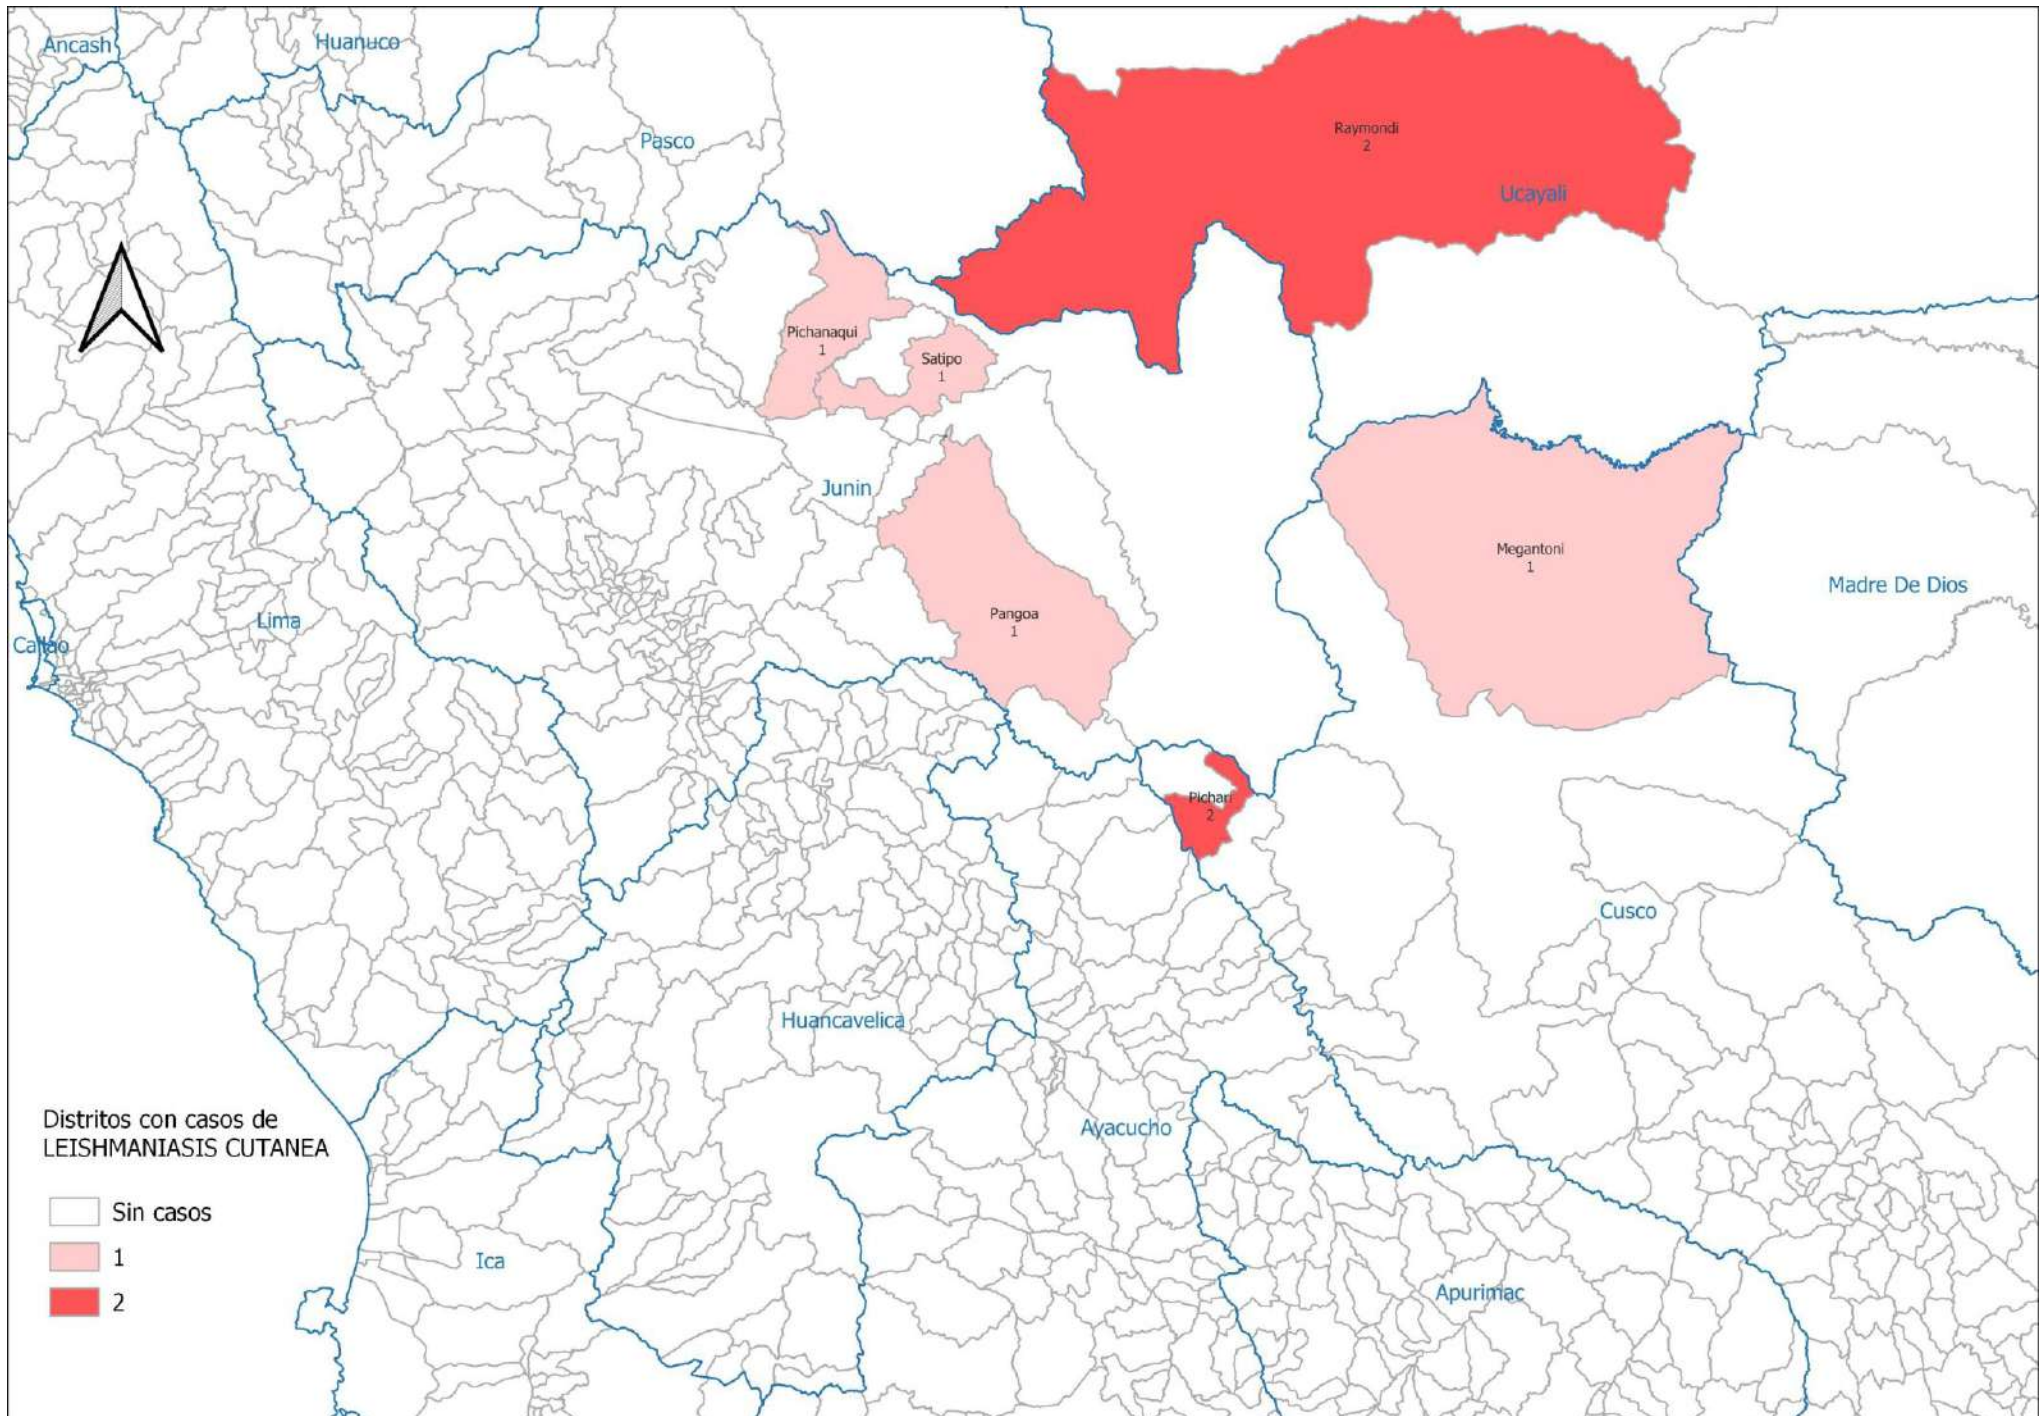 Ancash
Huanuco
Pasco
Raymondi
2
Ucayali
Pichanaqui
1
Satipo
1
Junin
Megantoni
1
Madre De Dios
Pangoa
1
Lima
Callao
Pichari
2
Cusco
Huancavelica
Ayacucho
Distritos con casos de
LEISHMANIASIS CUTANEA
Sin casos
1
2
Ica
Apurimac